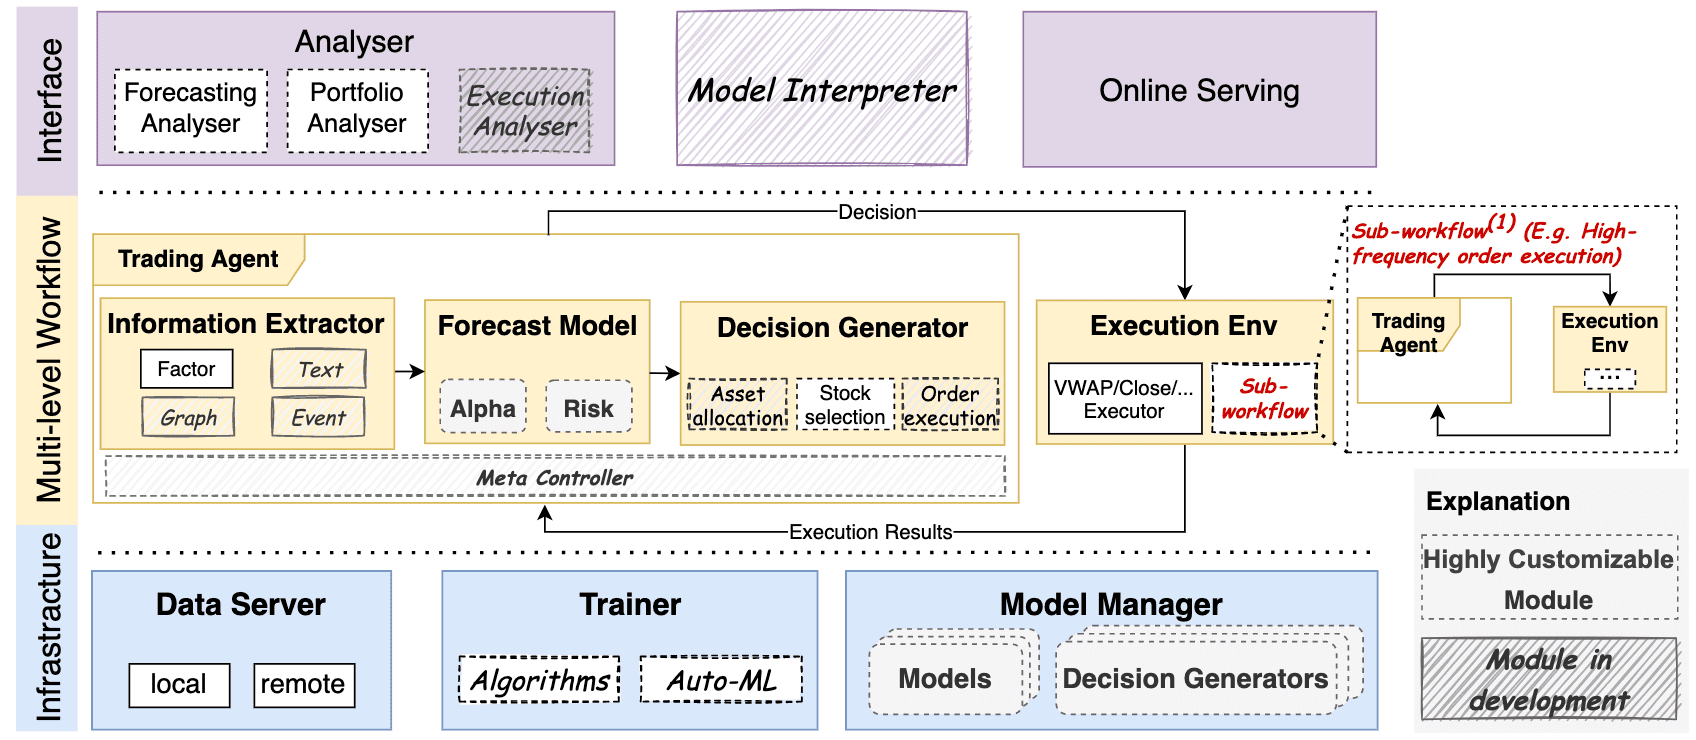 Interface
Analyser
Forecasting
Analyser
Portfolio
Analyser
Execution
Analyser
Model Interpreter
Online Serving
Multi-level Workflow
Decision
Trading Agent
Information Extractor
Factor
Text
Graph
Event
Forecast Model
Alpha
Risk
Decision Generator
Asset
allocation
Stock
selection
Order
execution
Meta Controller
Execution Env
VWAP/Close/...
Executor
Sub-
workflow
Execution Results
Sub-workflow(1) (E.g. High-
frequency order execution)
Trading
Agent
Execution
Env
...
Infrastracture
Data Server
local
remote
Trainer
Algorithms
Auto-ML
Model Manager
Models
Decision Generators
Explanation
Highly Customizable
Module
Module in
development